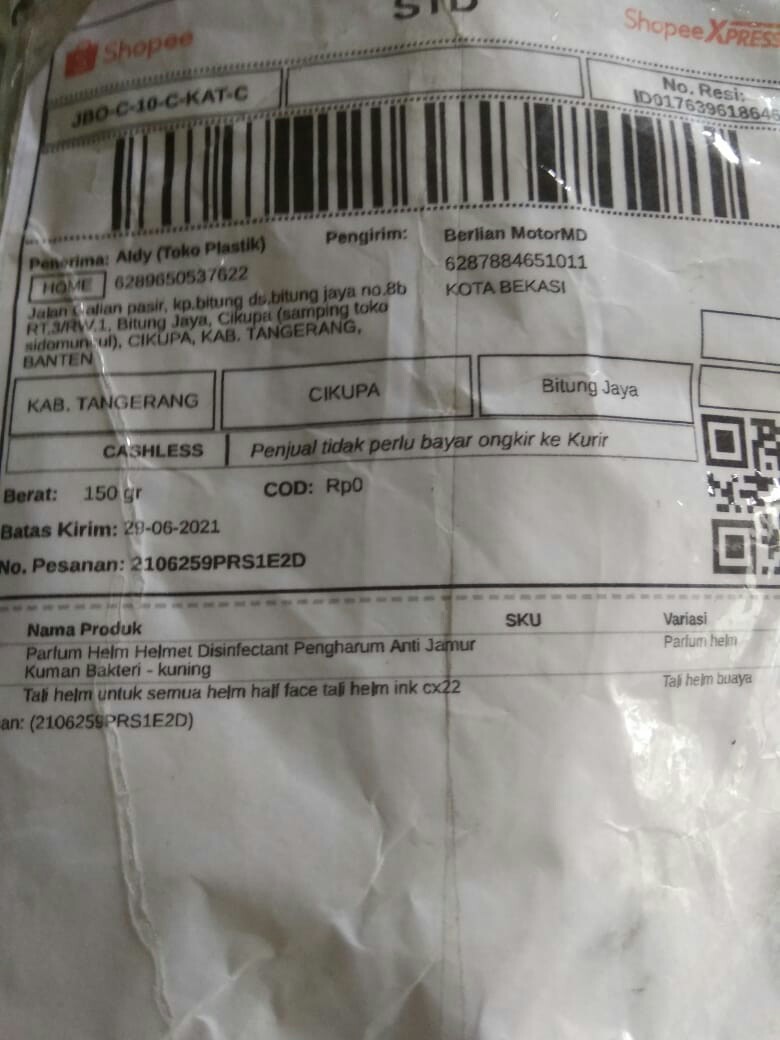 STD
Shopee
Shopee XPRESS
JBO-C-10-C-KAT-C
No. Resi:
ID017639618646
Penerima: Aldy (Toko Plastik)
HOME 6289650537622
Jalan Galian pasir, kp.bitung ds.bitung jaya no.8b
RT.3/RW.1, Bitung Jaya, Cikupa (samping toko
sidomuncul), CIKUPA, KAB. TANGERANG,
BANTEN
Pengirim: Berlian MotorMD
6287884651011
KOTA BEKASI
KAB. TANGERANG
CIKUPA
Bitung Jaya
CASHLESS
Penjual tidak perlu bayar ongkir ke Kurir
Berat: 150 gr
COD: Rp0
Batas Kirim: 29-06-2021
No. Pesanan: 2106259PRS1E2D
Nama Produk SKU Variasi
Parfum Helm Helmet Disinfectant Pengharum Anti Jamur Parfum helm
Kuman Bakteri - kuning
Tali helm untuk semua helm half face tali helm ink cx22 Tali helm buaya
an: (2106259PRS1E2D)